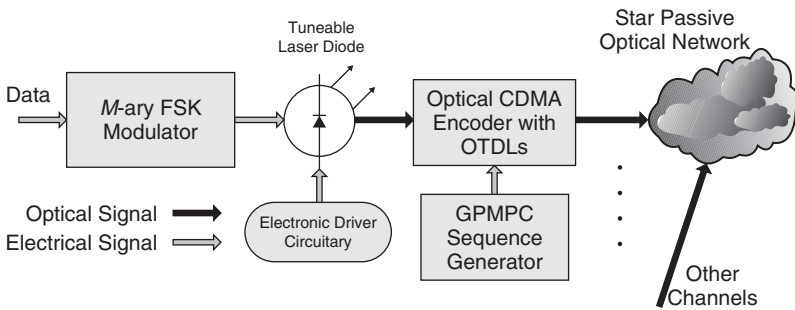 Star Passive
Optical Network
Tuneable
Laser Diode
Data
M-ary FSK
Modulator
Optical CDMA
Encoder with
OTDLs
Optical Signal
Electrical Signal
Electronic Driver
Circuitary
GPMPC
Sequence
Generator
Other
Channels